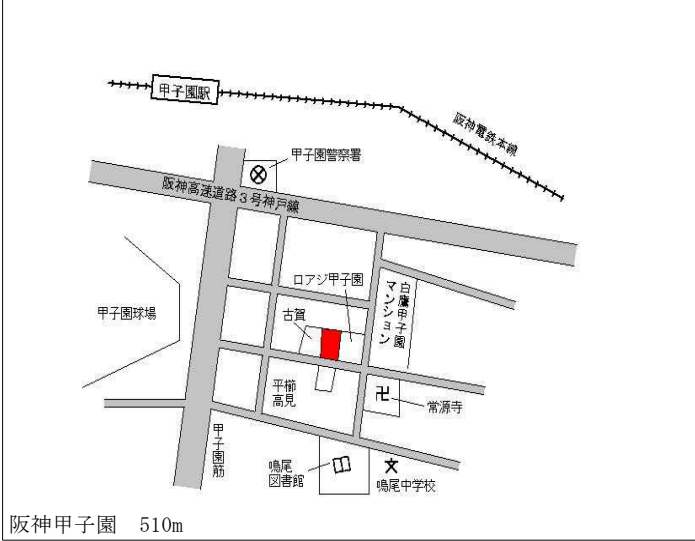 甲子園駅
阪神電鉄本線
甲子園警察署
阪神高速道路3号神戸線
ロアジ甲子園
白鷹甲子園
マンション
甲子園球場
古賀
平櫛
高見
常源寺
甲子園筋
鳴尾
図書館
鳴尾中学校
阪神甲子園 510m